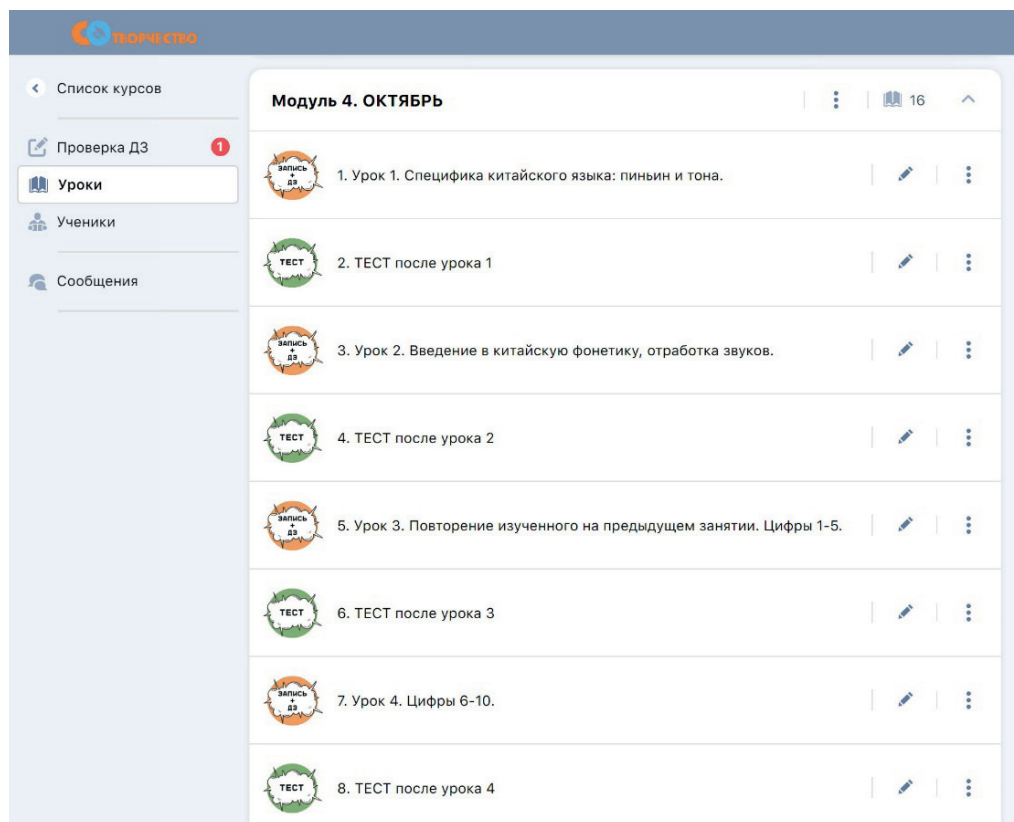 СОТВОРЧЕСТВО
Список курсов
Проверка ДЗ 1
Уроки
Ученики
Сообщения
Модуль 4. ОКТЯБРЬ 16
ЗАПИСЬ
+
ДЗ
1. Урок 1. Специфика китайского языка: пиньин и тона.
ТЕСТ
2. ТЕСТ после урока 1
ЗАПИСЬ
+
ДЗ
3. Урок 2. Введение в китайскую фонетику, отработка звуков.
ТЕСТ
4. ТЕСТ после урока 2
ЗАПИСЬ
+
ДЗ
5. Урок 3. Повторение изученного на предыдущем занятии. Цифры 1-5.
ТЕСТ
6. ТЕСТ после урока 3
ЗАПИСЬ
+
ДЗ
7. Урок 4. Цифры 6-10.
ТЕСТ
8. ТЕСТ после урока 4